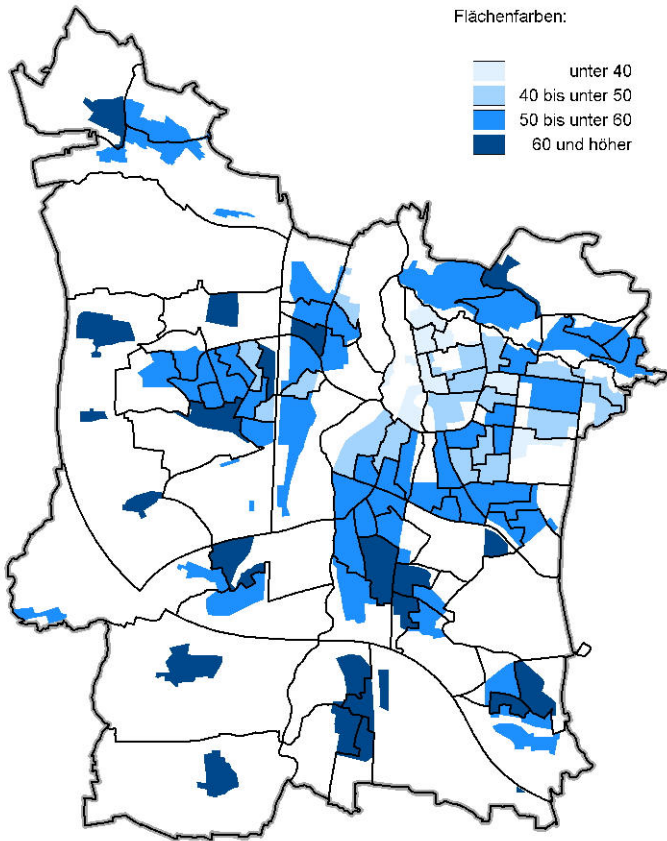 Flächenfarben:
unter 40
40 bis unter 50
50 bis unter 60
60 und höher